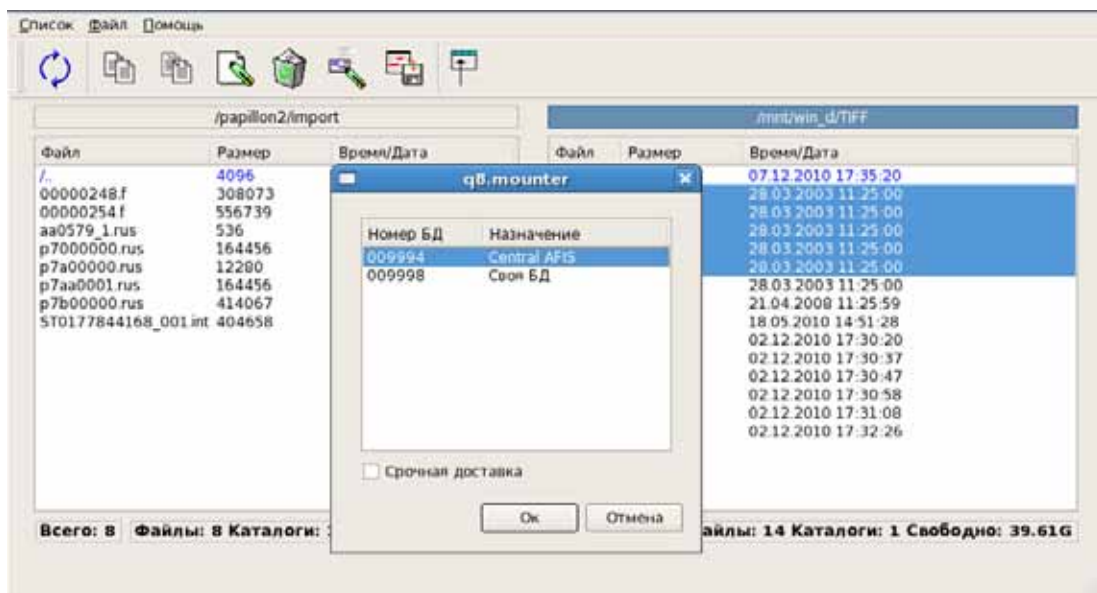 Список Файл Помощь
/papillon2/import
/mnt/win_d/TIFF
Файл Размер Время/Дата
Файл Размер Время/Дата
/.. 4096
00000248.f 308073
00000254.f 556739
aa0579_1.rus 536
p7000000.rus 164456
p7a00000.rus 12280
p7aa0001.rus 164456
p7b00000.rus 414067
ST0177844168_001.int 404658
q8.mounter
Номер БД Назначение
009994 Central AFIS
009998 Своя БД
Срочная доставка
Ок Отмена
07.12.2010 17:35:20
28.03.2003 11:25:00
28.03.2003 11:25:00
28.03.2003 11:25:00
28.03.2003 11:25:00
28.03.2003 11:25:00
28.03.2003 11:25:00
21.04.2008 11:25:59
18.05.2010 14:51:28
02.12.2010 17:30:20
02.12.2010 17:30:37
02.12.2010 17:30:47
02.12.2010 17:30:58
02.12.2010 17:31:08
02.12.2010 17:32:26
Всего: 8 Файлы: 8 Каталоги:
айлы: 14 Каталоги: 1 Свободно: 39.61G